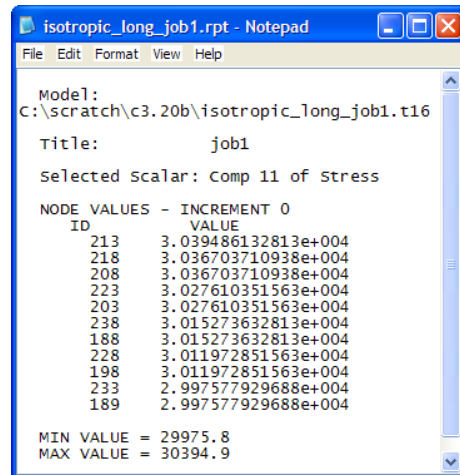 isotropic_long_job1.rpt - Notepad
File Edit Format View Help
Model:
C:\scratch\c3.20b\isotropic_long_job1.t16
Title: job1
Selected Scalar: Comp 11 of Stress
NODE VALUES - INCREMENT 0
ID VALUE
213 3.039486132813e+004
218 3.036703710938e+004
208 3.036703710938e+004
223 3.027610351563e+004
203 3.027610351563e+004
238 3.015273632813e+004
188 3.015273632813e+004
228 3.011972851563e+004
198 3.011972851563e+004
233 2.997577929688e+004
189 2.997577929688e+004
MIN VALUE = 29975.8
MAX VALUE = 30394.9